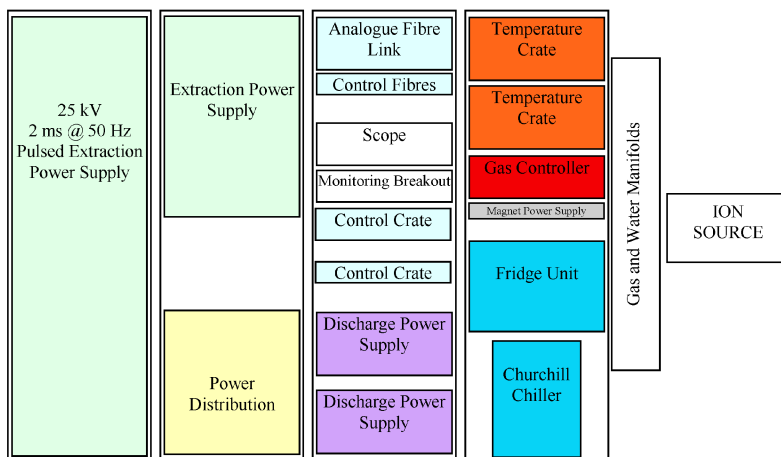 25 kV
2 ms @ 50 Hz
Pulsed Extraction
Power Supply
Extraction Power
Supply
Power
Distribution
Analogue Fibre
Link
Control Fibres
Scope
Monitoring Breakout
Control Crate
Control Crate
Discharge Power
Supply
Discharge Power
Supply
Temperature
Crate
Temperature
Crate
Gas Controller
Magnet Power Supply
Fridge Unit
Churchill
Chiller
Gas and Water Manifolds
ION
SOURCE